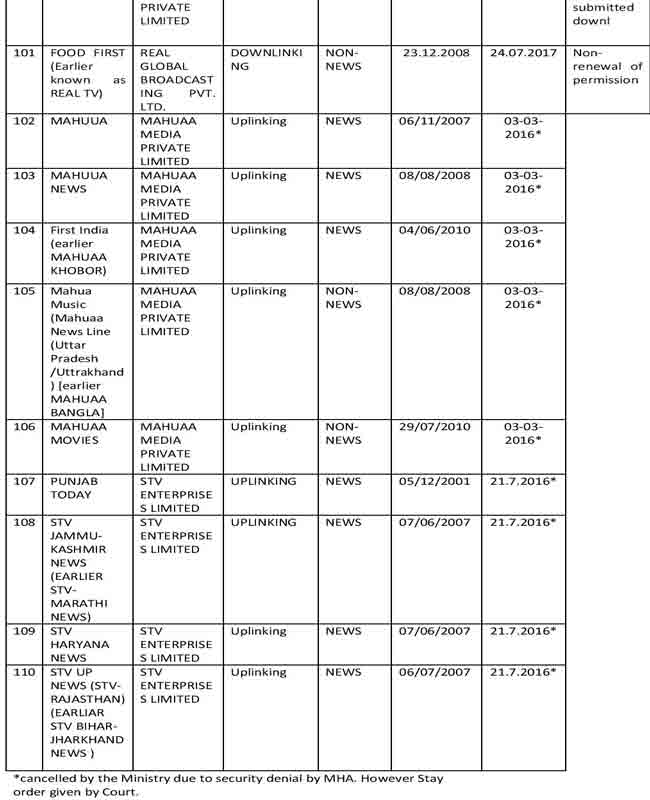 PRIVATE LIMITED submitted downl
101 FOOD FIRST (Earlier known as REAL TV) REAL GLOBAL BROADCAST ING PVT. LTD. DOWNLINKI NG NON-NEWS 23.12.2008 24.07.2017 Non-renewal of permission
102 MAHUUA MAHUAA MEDIA PRIVATE LIMITED Uplinking NEWS 06/11/2007 03-03-2016*
103 MAHUUA NEWS MAHUAA MEDIA PRIVATE LIMITED Uplinking NEWS 08/08/2008 03-03-2016*
104 First India (earlier MAHUAA KHOBOR) MAHUAA MEDIA PRIVATE LIMITED Uplinking NEWS 04/06/2010 03-03-2016*
105 Mahua Music (Mahuaa News Line (Uttar Pradesh /Uttrakhand ) [earlier MAHUAA BANGLA] MAHUAA MEDIA PRIVATE LIMITED Uplinking NON-NEWS 08/08/2008 03-03-2016*
106 MAHUAA MOVIES MAHUAA MEDIA PRIVATE LIMITED Uplinking NON-NEWS 29/07/2010 03-03-2016*
107 PUNJAB TODAY STV ENTERPRISE S LIMITED UPLINKING NEWS 05/12/2001 21.7.2016*
108 STV JAMMU-KASHMIR NEWS (EARLIER STV-MARATHI NEWS) STV ENTERPRISE S LIMITED UPLINKING NEWS 07/06/2007 21.7.2016*
109 STV HARYANA NEWS STV ENTERPRISE S LIMITED Uplinking NEWS 07/06/2007 21.7.2016*
110 STV UP NEWS (STV-RAJASTHAN) (EARLIAR STV BIHAR-JHARKHAND NEWS ) STV ENTERPRISE S LIMITED Uplinking NEWS 06/07/2007 21.7.2016*
*cancelled by the Ministry due to security denial by MHA. However Stay
order given by Court.